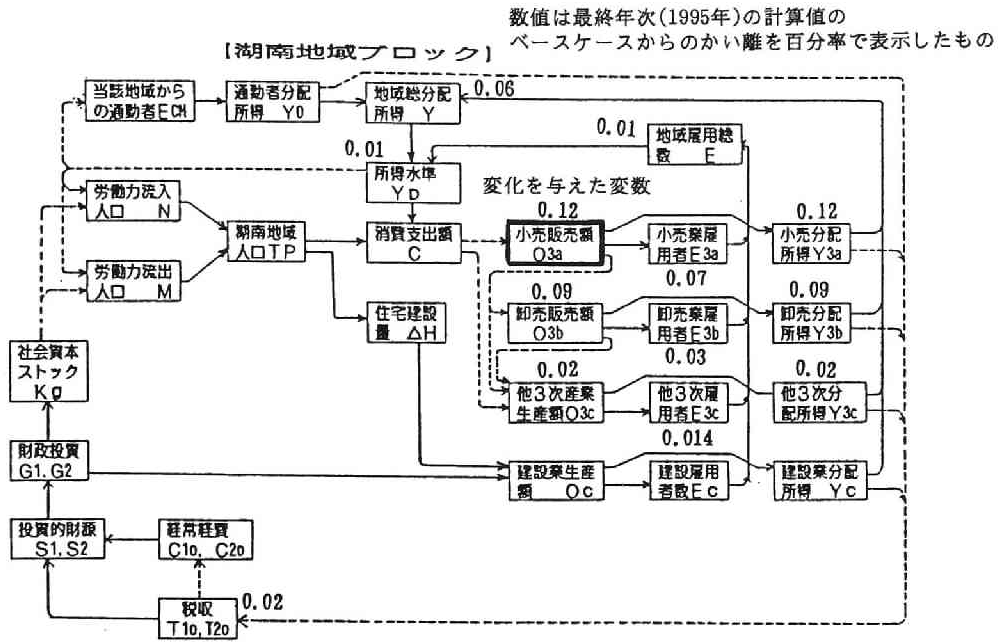 数値は最終年次(1995年)の計算値の
ベースケースからのかい離を百分率で表示したもの
【湖南地域ブロック】
当該地域から
の通勤者ECH
通勤者分配
所得 YO
地域総分配
所得 Y
0.06
0.01
地域雇用総
数 E
0.01
所得水準
YD
労働力流入
人口 N
変化を与えた変数
0.12
0.12
湖南地域
人口TP
消費支出額
C
小売販売額
O3a
小売業雇
用者E3a
小売分配
所得Y3a
労働力流出
人口 M
0.07
0.09
0.09
住宅建設
量 ΔH
卸売販売額
O3b
卸売業雇
用者E3b
卸売分配
所得Y3b
社会資本
ストック
Kg
0.03
0.02
0.02
他3次産業
生産額O3c
他3次雇
用者E3c
他3次分
配所得Y3c
0.014
財政投資
G1, G2
建設業生産
額 Oc
建設雇用
者数Ec
建設業分配
所得 Yc
投資的財源
S1, S2
経常経費
C1o, C2o
税収
T1o, T2o
0.02